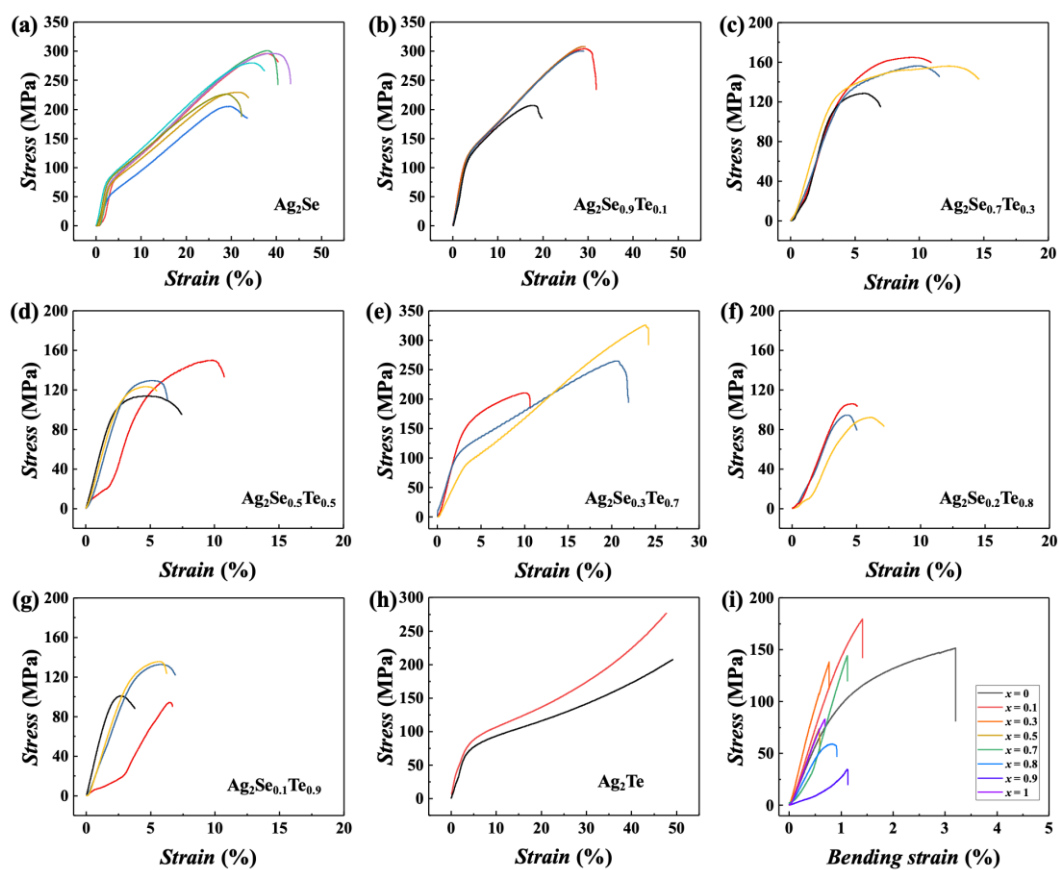 (a)
350
300
250
200
150
100
50
0
Stress (MPa)
0 10 20 30 40 50
Strain (%)
Ag2Se
(b)
350
300
250
200
150
100
50
0
Stress (MPa)
0 10 20 30 40 50
Strain (%)
Ag2Se0.9Te0.1
(c)
200
160
120
80
40
0
Stress (MPa)
0 5 10 15 20
Strain (%)
Ag2Se0.7Te0.3
(d)
200
160
120
80
40
0
Stress (MPa)
0 5 10 15 20
Strain (%)
Ag2Se0.5Te0.5
(e)
350
300
250
200
150
100
50
0
Stress (MPa)
0 5 10 15 20 25 30
Strain (%)
Ag2Se0.3Te0.7
(f)
200
160
120
80
40
0
Stress (MPa)
0 5 10 15 20
Strain (%)
Ag2Se0.2Te0.8
(g)
200
160
120
80
40
0
Stress (MPa)
0 5 10 15 20
Strain (%)
Ag2Se0.1Te0.9
(h)
300
250
200
150
100
50
0
Stress (MPa)
0 10 20 30 40 50
Strain (%)
Ag2Te
(i)
200
150
100
50
0
Stress (MPa)
0 1 2 3 4 5
Bending strain (%)
x = 0
x = 0.1
x = 0.3
x = 0.5
x = 0.7
x = 0.8
x = 0.9
x = 1